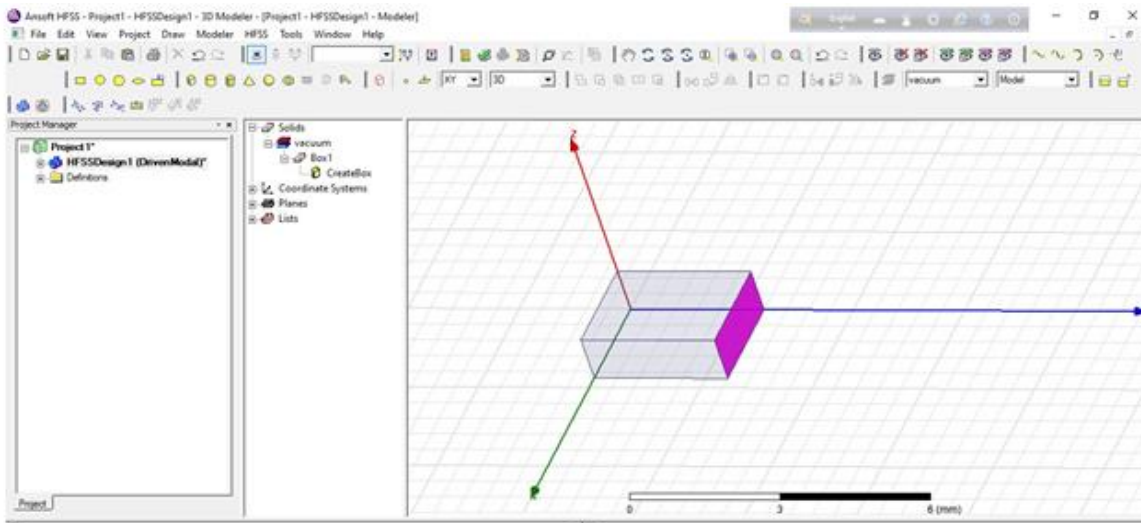 Ansoft HFSS - Project1 - HFSSDesign1 - 3D Modeler - [Project1 - HFSSDesign1 - Modeler]
File Edit View Project Draw Modeler HFSS Tools Window Help
XY 3D vacuum Model
Project Manager
Project1*
HFSSDesign1 (DrivenModal)*
Definitions
Project
Solids
vacuum
Box1
CreateBox
Coordinate Systems
Planes
Lists
Z
0 3 6 (mm)